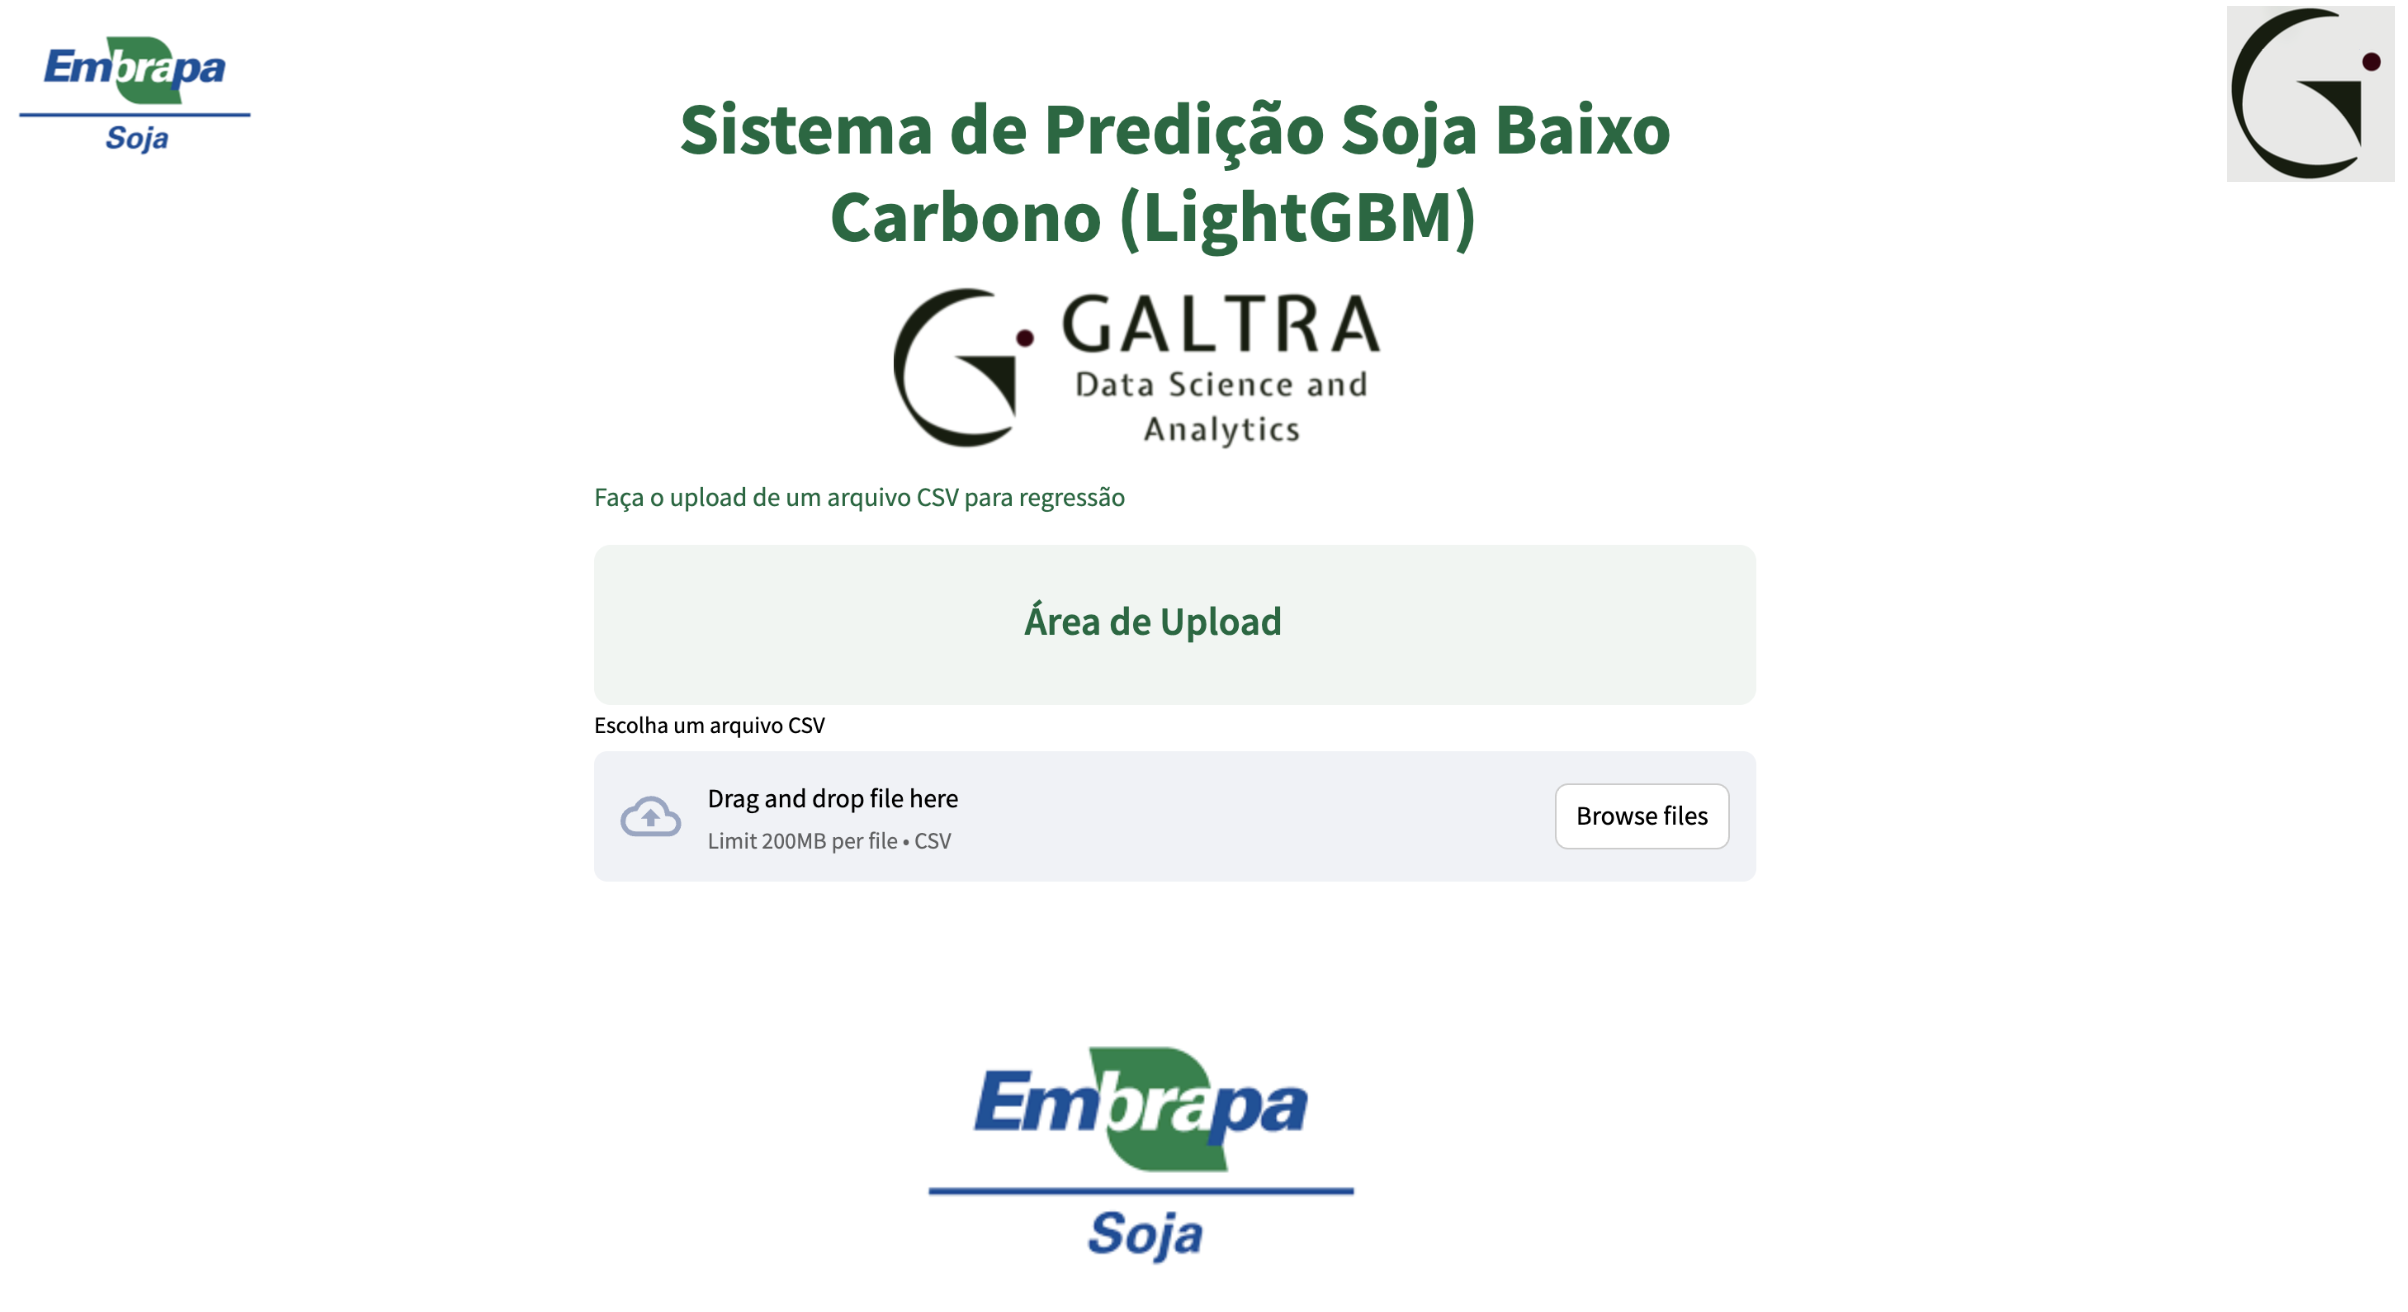 Embrapa
Soja
Sistema de Predição Soja Baixo
Carbono (LightGBM)
GALTRA
Data Science and
Analytics
Faça o upload de um arquivo CSV para regressão
Área de Upload
Escolha um arquivo CSV
Drag and drop file here
Limit 200MB per file • CSV
Browse files
Embrapa
Soja